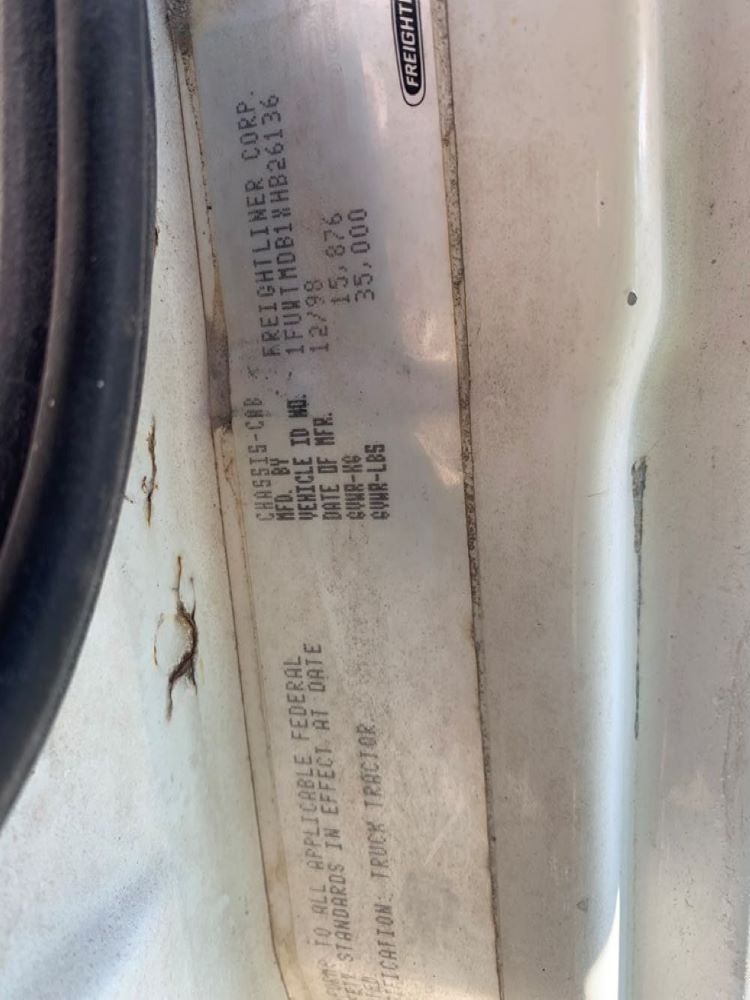 CHASSIS-CAB
MFD. BY FREIGHTLINER CORP.
VEHICLE ID NO. 1FUWTMDB1XHB26136
DATE OF MFR. 12/98
GVWR-KG 15,876
GVWR-LBS 35,000
TO ALL APPLICABLE FEDERAL
STANDARDS IN EFFECT AT DATE
TRUCK TRACTOR
FREIGHTL